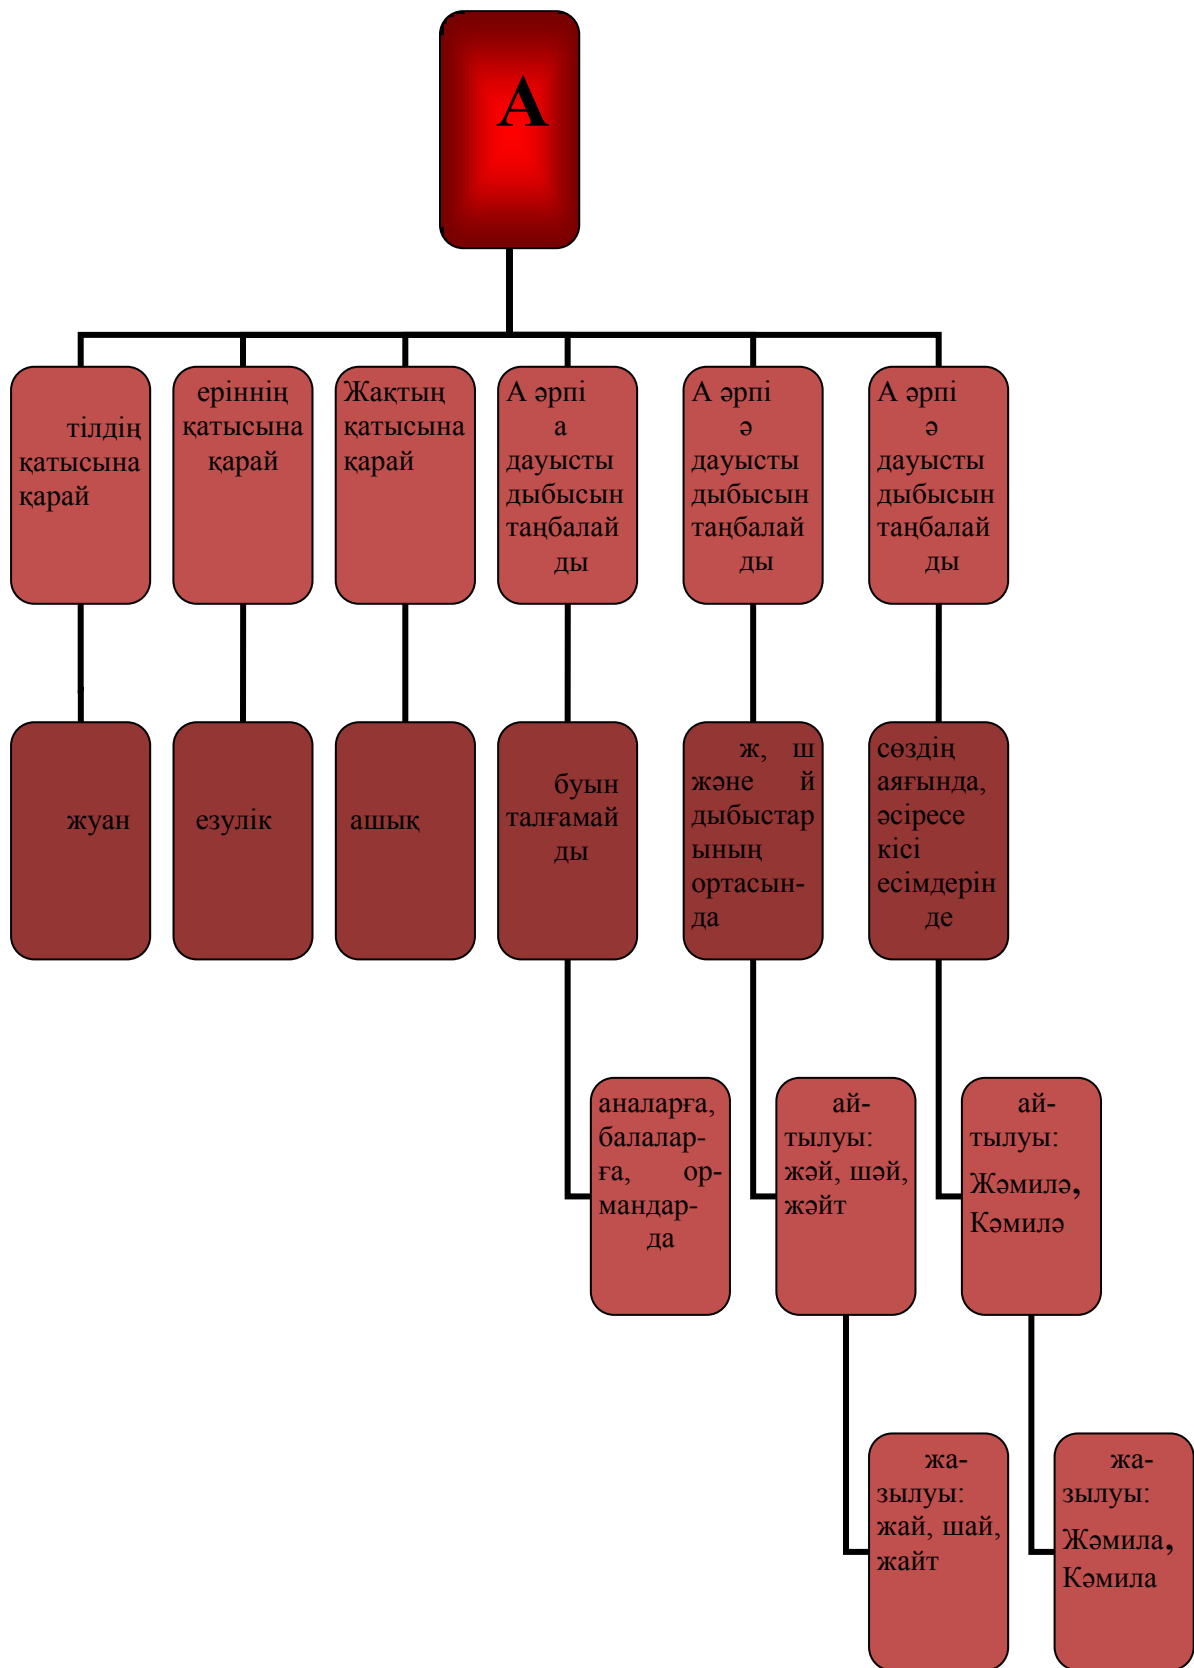 А
тілдің
қатысына
қарай
еріннің
қатысына
қарай
Жақтың
қатысына
қарай
А әрпі
а
дауысты
дыбысын
таңбалай
ды
А әрпі
ә
дауысты
дыбысын
таңбалай
ды
А әрпі
ә
дауысты
дыбысын
таңбалай
ды
жуан
езулік
ашық
буын
талғамай
ды
ж, ш
және й
дыбыстар
ының
ортасын-
да
сөздің
аяғында,
әсіресе
кісі
есімдерін
де
аналарға,
балалар-
ға, ор-
мандар-
да
ай-
тылуы:
жәй, шәй,
жәйт
ай-
тылуы:
Жәмилә,
Кәмилә
жа-
зылуы:
жай, шай,
жайт
жа-
зылуы:
Жәмила,
Кәмила